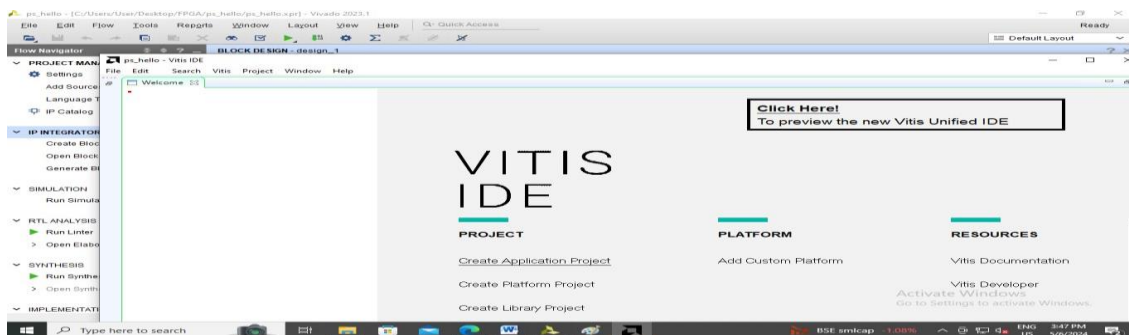 ps_hello - [C:/Users/User/Desktop/FPGA/ps_hello/ps_hello.xpr] - Vivado 2023.1
File Edit Flow Tools Reports Window Layout View Help Quick Access Ready
Default Layout
Flow Navigator BLOCK DESIGN - design_1
PROJECT MAN
ps_hello - Vitis IDE
Settings
File Edit Search Vitis Project Window Help
Add Source
Welcome
Language T
IP Catalog
Click Here!
To preview the new Vitis Unified IDE
IP INTEGRATOR
Create Bloc
Open Block
Generate Bl
VITIS
IDE
SIMULATION
Run Simula
RTL ANALYSIS
Run Linter
Open Elabo
PROJECT PLATFORM RESOURCES
SYNTHESIS
Run Synthe
Open Synth
Create Application Project Add Custom Platform Vitis Documentation
Create Platform Project Vitis Developer
Activate Windows
Go to Settings to activate Windows.
IMPLEMENTATI
Create Library Project
Type here to search BSE smlcap -1.08% ENG 3:47 PM
US 5/6/2024